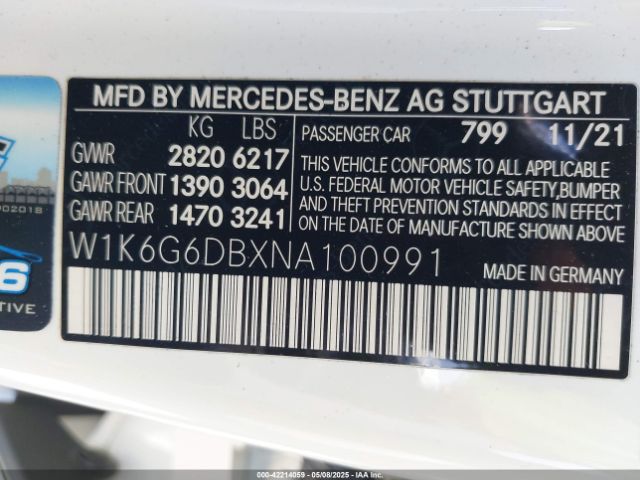 MFD BY MERCEDES-BENZ AG STUTTGART
KG LBS
GVWR 2820 6217
GAWR FRONT 1390 3064
GAWR REAR 1470 3241
PASSENGER CAR 799 11/21
THIS VEHICLE CONFORMS TO ALL APPLICABLE
U.S. FEDERAL MOTOR VEHICLE SAFETY,BUMPER
AND THEFT PREVENTION STANDARDS IN EFFECT
ON THE DATE OF MANUFACTURE SHOWN ABOVE
W1K6G6DBXNA100991
MADE IN GERMANY
002018
6
TIVE
000-42214059 | 05/08/2025 | IAA Inc.